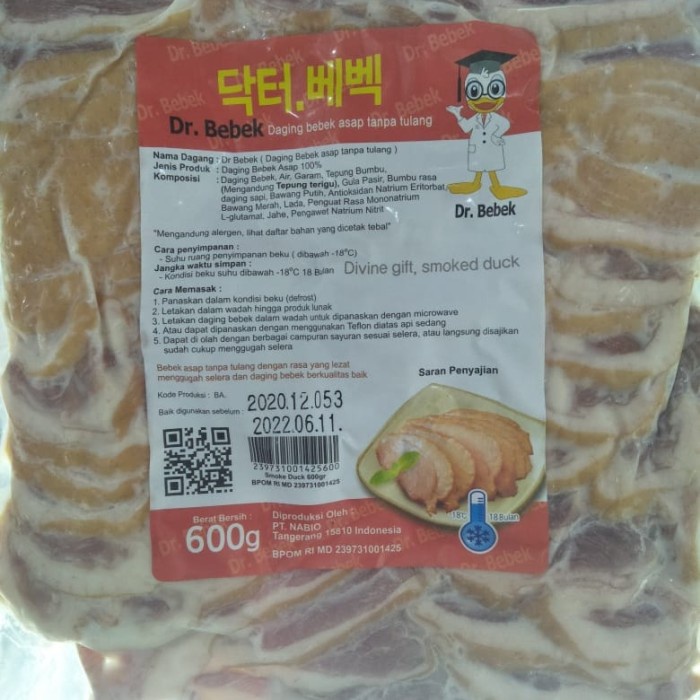 닥터.베벡
Dr. Bebek Daging bebek asap tanpa tulang
Nama Dagang : Dr Bebek ( Daging Bebek asap tanpa tulang )
Jenis Produk : Daging Bebek Asap 100%
Komposisi : Daging Bebek, Air, Garam, Tepung Bumbu,
(Mengandung Tepung terigu), Gula Pasir, Bumbu rasa
daging sapi, Bawang Putih, Antioksidan Natrium Eritorbat,
Bawang Merah, Lada, Penguat Rasa Mononatrium
L-glutamat, Jahe, Pengawet Natrium Nitrit
Dr. Bebek
"Mengandung alergen, lihat daftar bahan yang dicetak tebal"
Cara penyimpanan :
- Suhu ruang penyimpanan beku ( dibawah -18°C)
Jangka waktu simpan :
- Kondisi beku suhu dibawah -18°C 18 Bulan
Divine gift, smoked duck
Cara Memasak :
1. Panaskan dalam kondisi beku (defrost)
2. Letakan dalam wadah hingga produk lunak
3. Letakan daging bebek dalam wadah untuk dipanaskan dengan microwave
4. Atau dapat dipanaskan dengan menggunakan Teflon diatas api sedang
5. Dapat di olah dengan berbagai campuran sayuran sesuai selera, atau langsung disajikan
sudah cukup menggugah selera
Bebek asap tanpa tulang dengan rasa yang lezat
menggugah selera dan daging bebek berkualitas baik
Saran Penyajian
Kode Produksi : BA. 2020.12.053
Baik digunakan sebelum : 2022.06.11.
239731001425600
Smoke Duck 600gr
BPOM RI MD 239731001425
-18°C 18 Bulan
Berat Bersih :
600g
Diproduksi Oleh :
PT. NABIO
Tangerang 15810 Indonesia
BPOM RI MD 239731001425